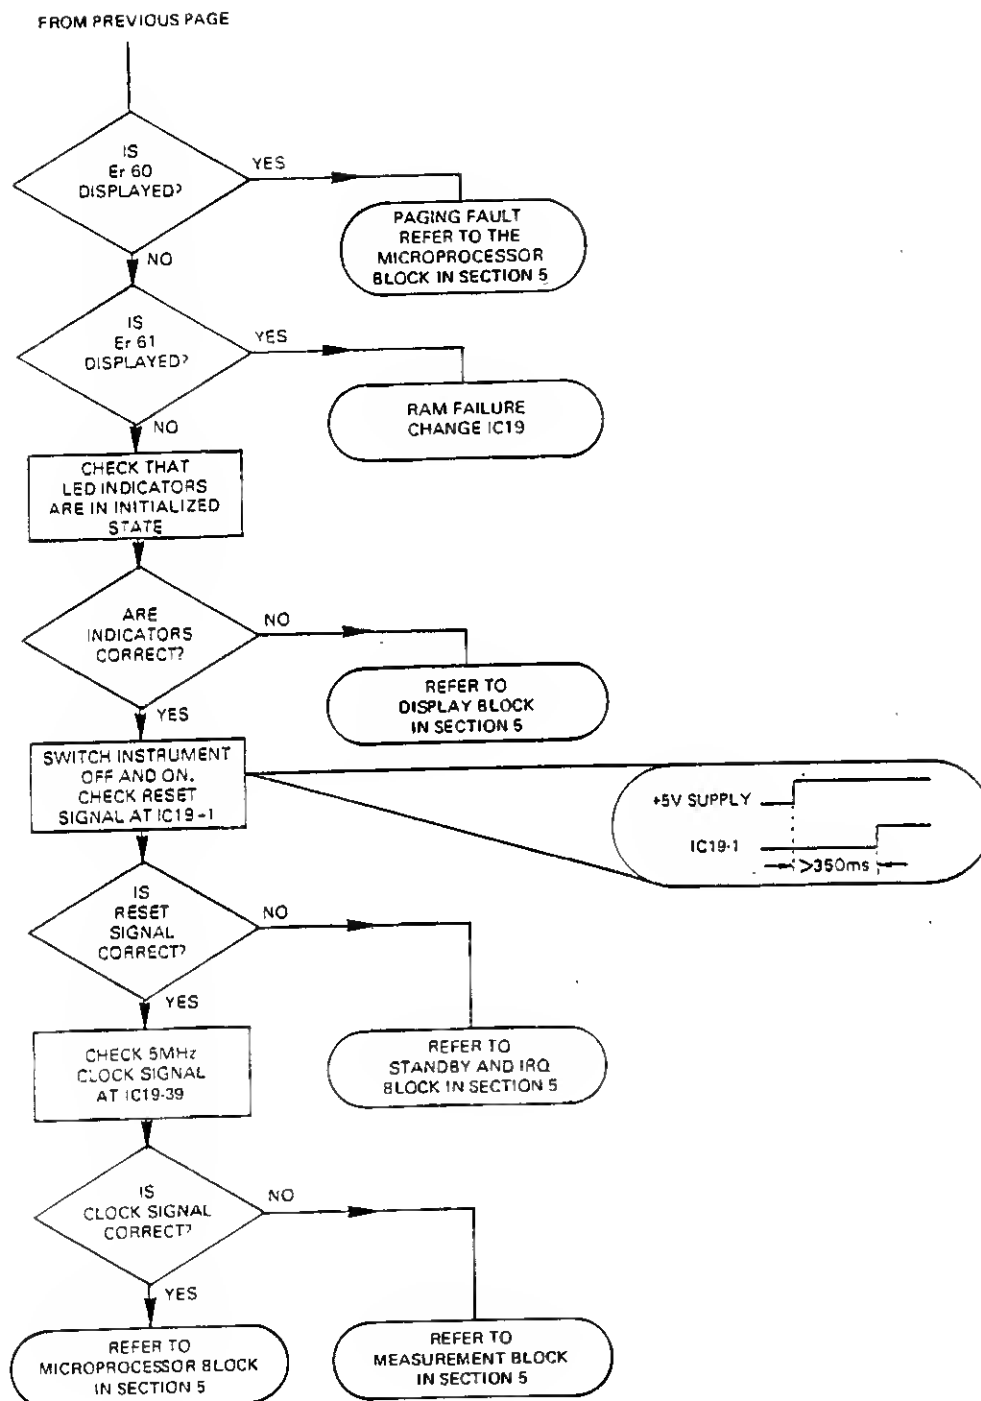 FROM PREVIOUS PAGE
IS
Er 60
DISPLAYED?
YES
PAGING FAULT
REFER TO THE
MICROPROCESSOR
BLOCK IN SECTION 5
NO
IS
Er 61
DISPLAYED?
YES
RAM FAILURE
CHANGE IC19
NO
CHECK THAT
LED INDICATORS
ARE IN INITIALIZED
STATE
ARE
INDICATORS
CORRECT?
NO
REFER TO
DISPLAY BLOCK
IN SECTION 5
YES
SWITCH INSTRUMENT
OFF AND ON.
CHECK RESET
SIGNAL AT IC19-1
+5V SUPPLY
IC19-1
>350ms
IS
RESET
SIGNAL
CORRECT?
NO
REFER TO
STANDBY AND IRQ
BLOCK IN SECTION 5
YES
CHECK 5MHz
CLOCK SIGNAL
AT IC19-39
IS
CLOCK SIGNAL
CORRECT?
NO
YES
REFER TO
MICROPROCESSOR BLOCK
IN SECTION 5
REFER TO
MEASUREMENT BLOCK
IN SECTION 5